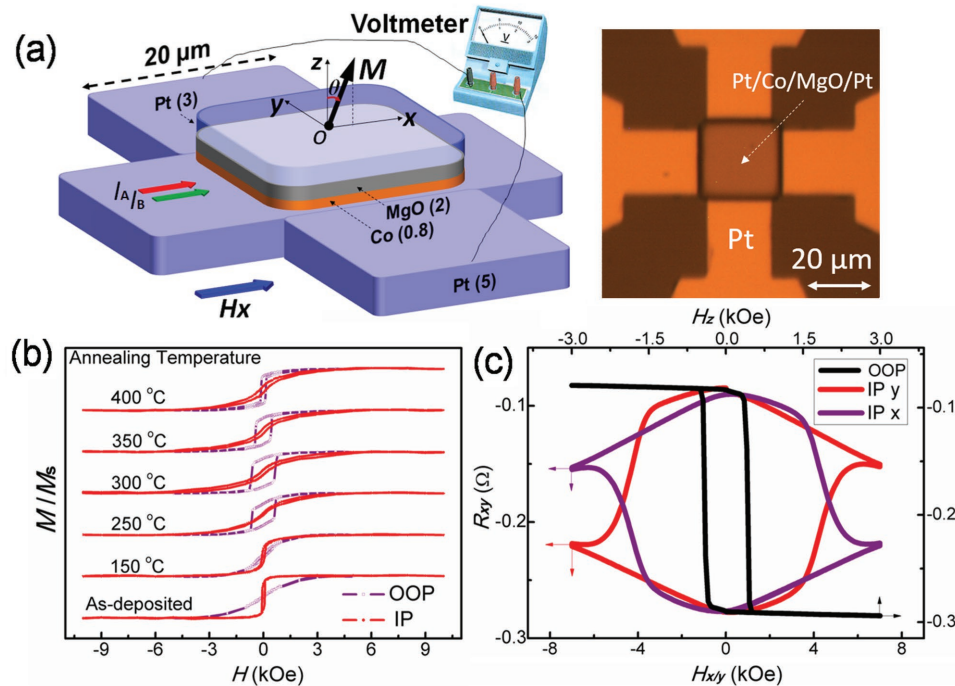 (a)
20 µm
Voltmeter
V
z
M
θ
Pt (3)
y
x
O
I_A
I_B
MgO (2)
Co (0.8)
Pt (5)
Hx
Pt/Co/MgO/Pt
Pt
20 µm
(b)
Annealing Temperature
400 °C
350 °C
300 °C
250 °C
150 °C
As-deposited
OOP
IP
M / Ms
-9 -6 -3 0 3 6 9
H (kOe)
(c)
Hz (kOe)
-3.0 -1.5 0.0 1.5 3.0
OOP
IP y
IP x
-0.1 -0.1
-0.2 -0.2
-0.3 -0.3
Rxy (Ω)
-8 -4 0 4 8
Hx/y (kOe)